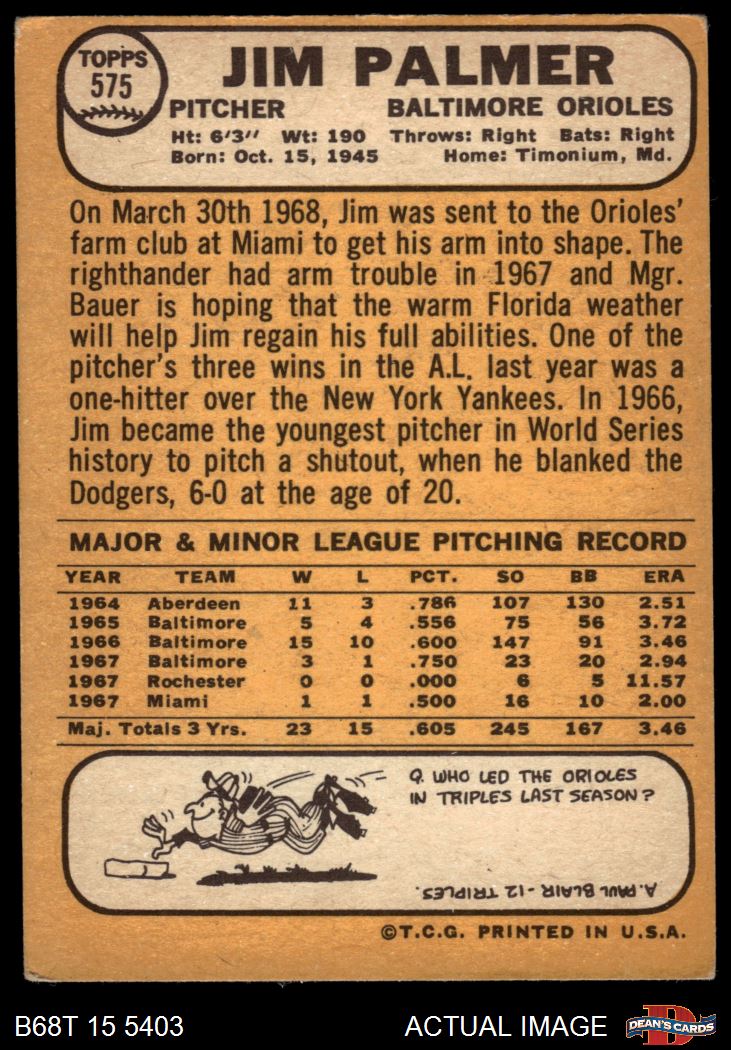 TOPPS
575
JIM PALMER
PITCHER BALTIMORE ORIOLES
Ht: 6'3" Wt: 190 Throws: Right Bats: Right
Born: Oct. 15, 1945 Home: Timonium, Md.
On March 30th 1968, Jim was sent to the Orioles'
farm club at Miami to get his arm into shape. The
righthander had arm trouble in 1967 and Mgr.
Bauer is hoping that the warm Florida weather
will help Jim regain his full abilities. One of the
pitcher's three wins in the A.L. last year was a
one-hitter over the New York Yankees. In 1966,
Jim became the youngest pitcher in World Series
history to pitch a shutout, when he blanked the
Dodgers, 6-0 at the age of 20.
MAJOR & MINOR LEAGUE PITCHING RECORD
YEAR TEAM W L PCT. SO BB ERA
1964 Aberdeen 11 3 .786 107 130 2.51
1965 Baltimore 5 4 .556 75 56 3.72
1966 Baltimore 15 10 .600 147 91 3.46
1967 Baltimore 3 1 .750 23 20 2.94
1967 Rochester 0 0 .000 6 5 11.57
1967 Miami 1 1 .500 16 10 2.00
Maj. Totals 3 Yrs. 23 15 .605 245 167 3.46
Q. WHO LED THE ORIOLES
IN TRIPLES LAST SEASON?
A. PAUL BLAIR - 12 TRIPLES.
©T.C.G. PRINTED IN U.S.A.
B68T 15 5403 ACTUAL IMAGE
D
DEAN'S CARDS